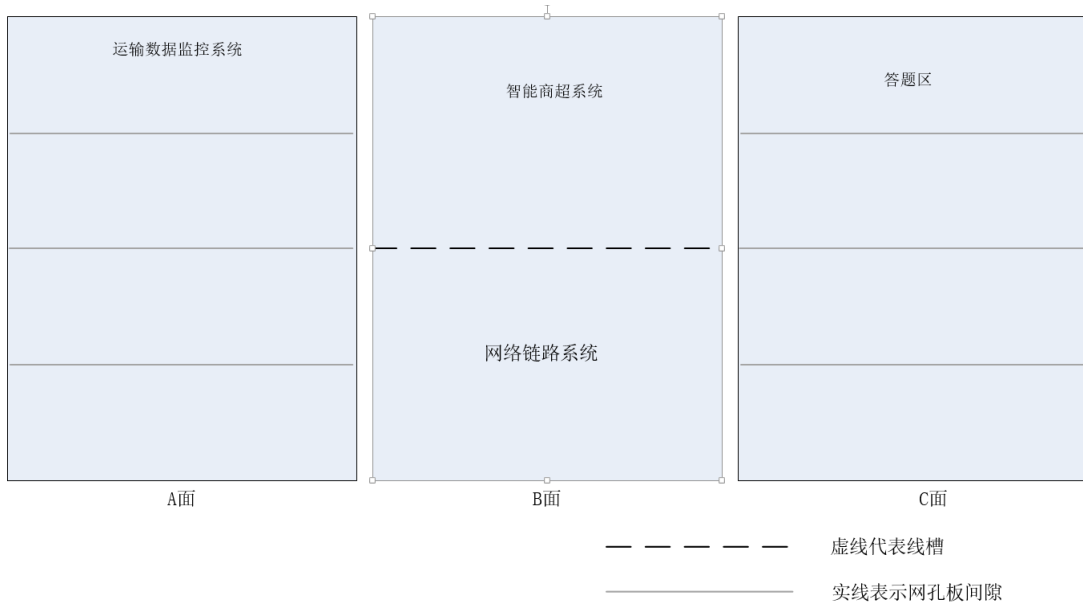 运输数据监控系统
智能商超系统
答题区
网络链路系统
A面
B面
C面
虚线代表线槽
实线表示网孔板间隙